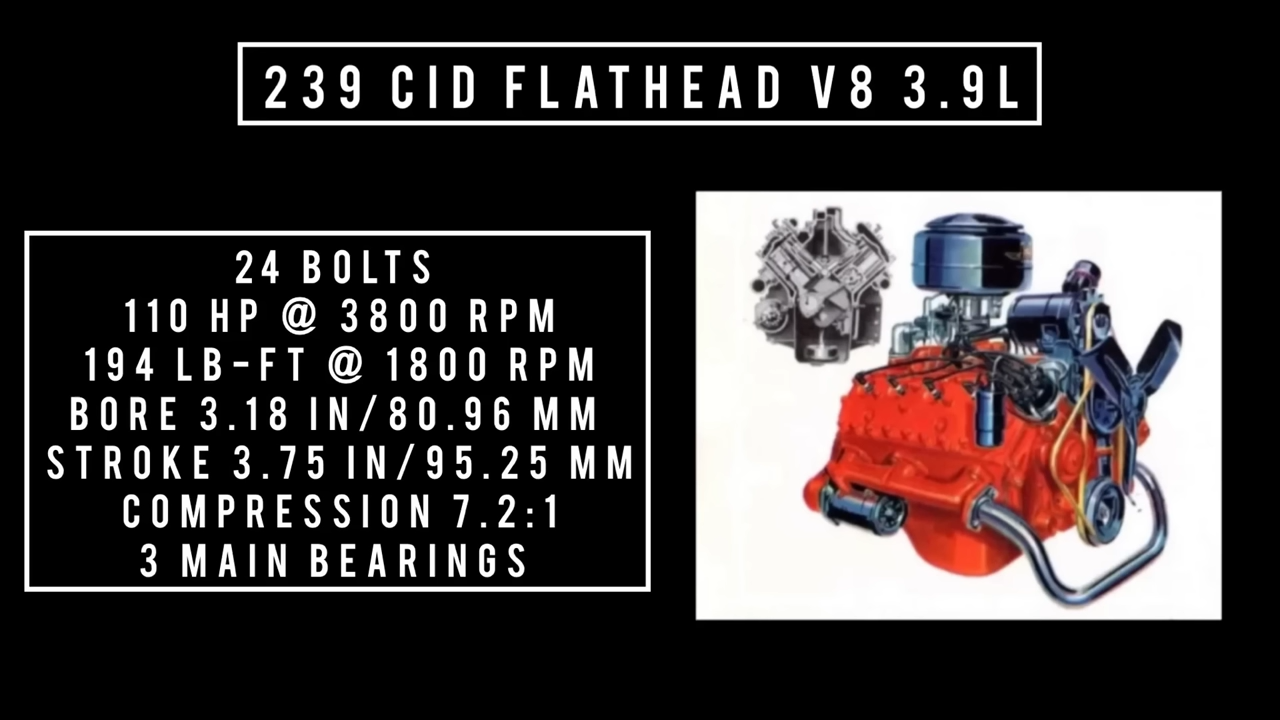 239 CID FLATHEAD V8 3.9L
24 BOLTS
110 HP @ 3800 RPM
194 LB-FT @ 1800 RPM
BORE 3.18 IN/80.96 MM
STROKE 3.75 IN/95.25 MM
COMPRESSION 7.2:1
3 MAIN BEARINGS